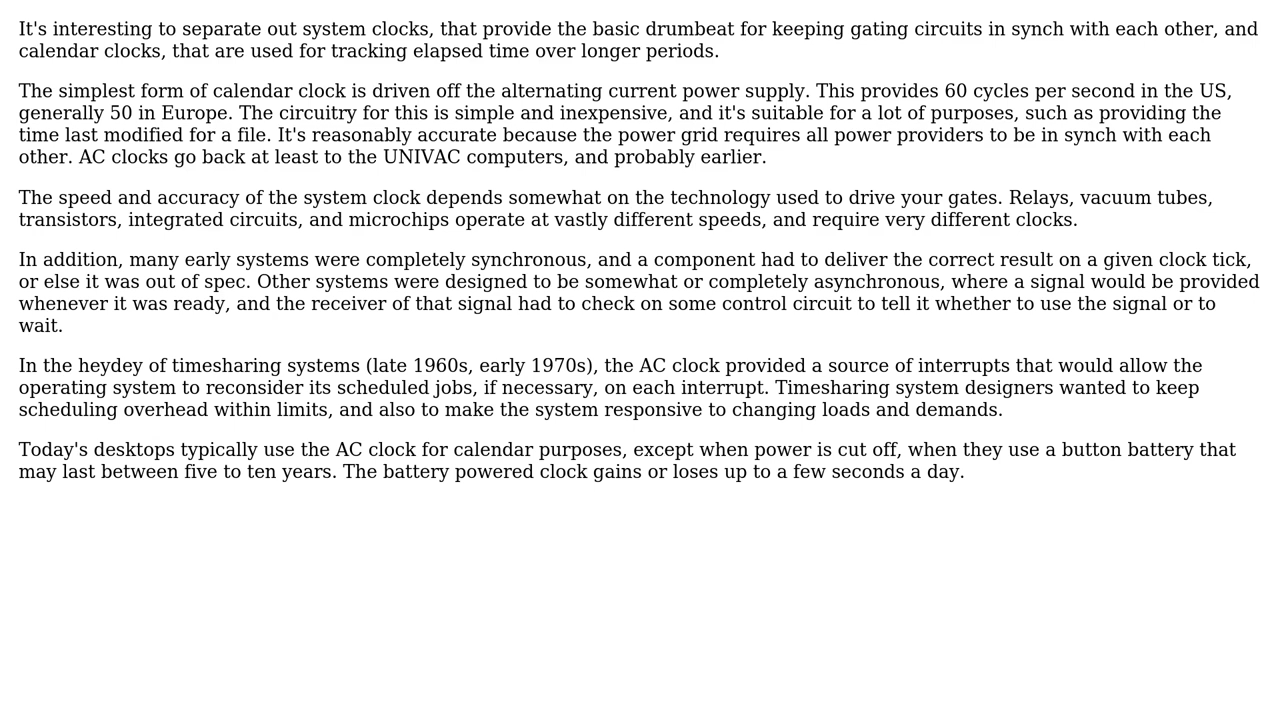 It's interesting to separate out system clocks, that provide the basic drumbeat for keeping gating circuits in synch with each other, and
calendar clocks, that are used for tracking elapsed time over longer periods.
The simplest form of calendar clock is driven off the alternating current power supply. This provides 60 cycles per second in the US,
generally 50 in Europe. The circuitry for this is simple and inexpensive, and it's suitable for a lot of purposes, such as providing the
time last modified for a file. It's reasonably accurate because the power grid requires all power providers to be in synch with each
other. AC clocks go back at least to the UNIVAC computers, and probably earlier.
The speed and accuracy of the system clock depends somewhat on the technology used to drive your gates. Relays, vacuum tubes,
transistors, integrated circuits, and microchips operate at vastly different speeds, and require very different clocks.
In addition, many early systems were completely synchronous, and a component had to deliver the correct result on a given clock tick,
or else it was out of spec. Other systems were designed to be somewhat or completely asynchronous, where a signal would be provided
whenever it was ready, and the receiver of that signal had to check on some control circuit to tell it whether to use the signal or to
wait.
In the heydey of timesharing systems (late 1960s, early 1970s), the AC clock provided a source of interrupts that would allow the
operating system to reconsider its scheduled jobs, if necessary, on each interrupt. Timesharing system designers wanted to keep
scheduling overhead within limits, and also to make the system responsive to changing loads and demands.
Today's desktops typically use the AC clock for calendar purposes, except when power is cut off, when they use a button battery that
may last between five to ten years. The battery powered clock gains or loses up to a few seconds a day.